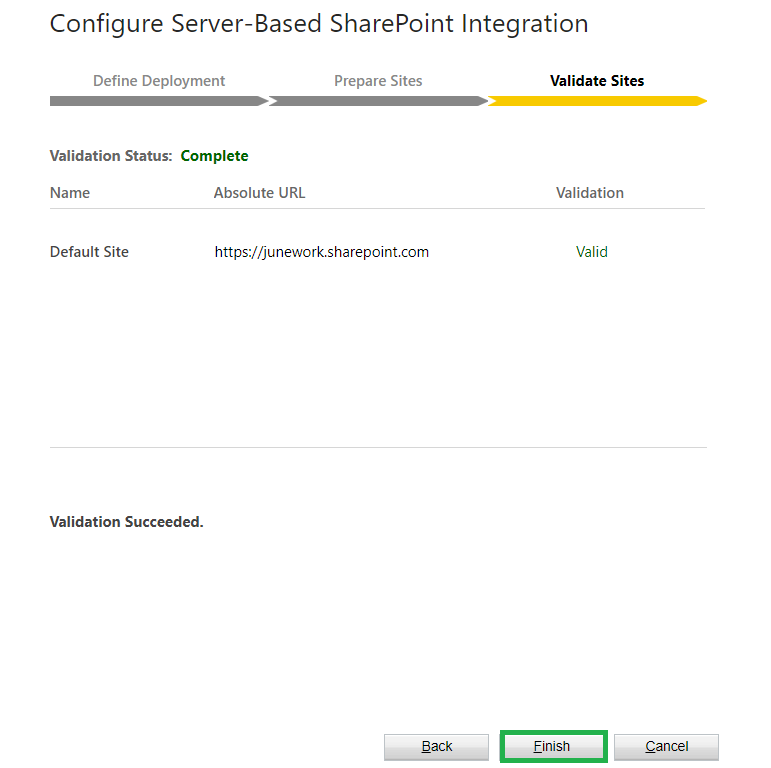 Configure Server-Based SharePoint Integration
Define Deployment Prepare Sites Validate Sites
Validation Status: Complete
Name Absolute URL Validation
Default Site https://junework.sharepoint.com Valid
Validation Succeeded.
Back Finish Cancel